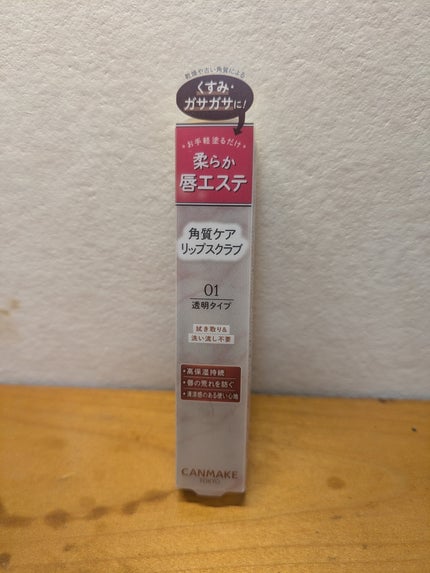 乾燥や古い角質による
くすみ・
ガサガサに!
お手軽塗るだけ
柔らか
唇エステ
角質ケア
リップスクラブ
01
透明タイプ
拭き取り&
洗い流し不要
・高保湿持続
・唇の荒れを防ぐ
・清涼感のある使い心地
CANMAKE
TOKYO